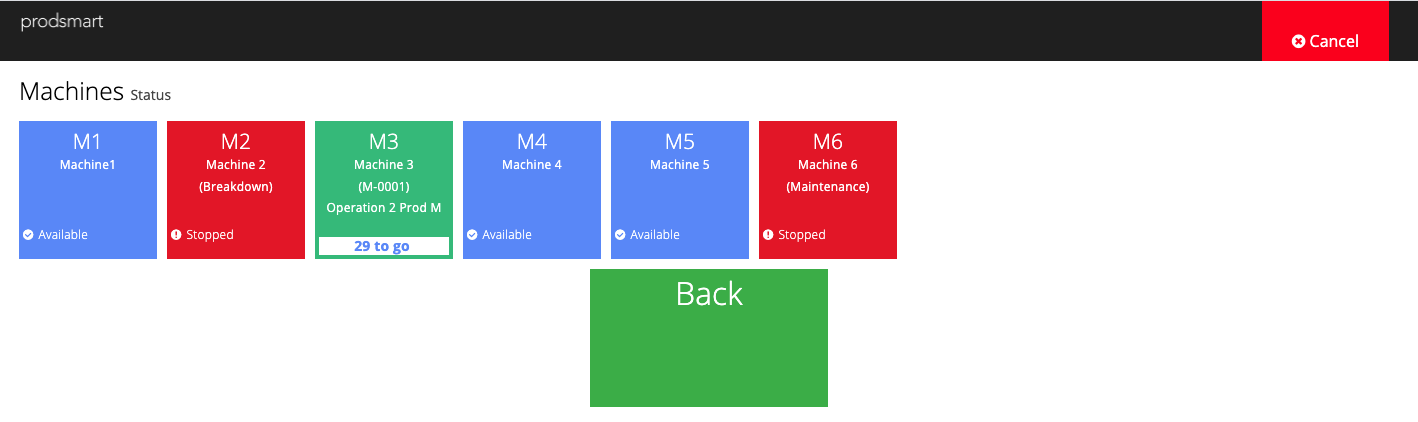 prodsmart
Cancel
Machines Status
M1
Machine1
Available
M2
Machine 2
(Breakdown)
Stopped
M3
Machine 3
(M-0001)
Operation 2 Prod M
29 to go
M4
Machine 4
Available
M5
Machine 5
Available
M6
Machine 6
(Maintenance)
Stopped
Back